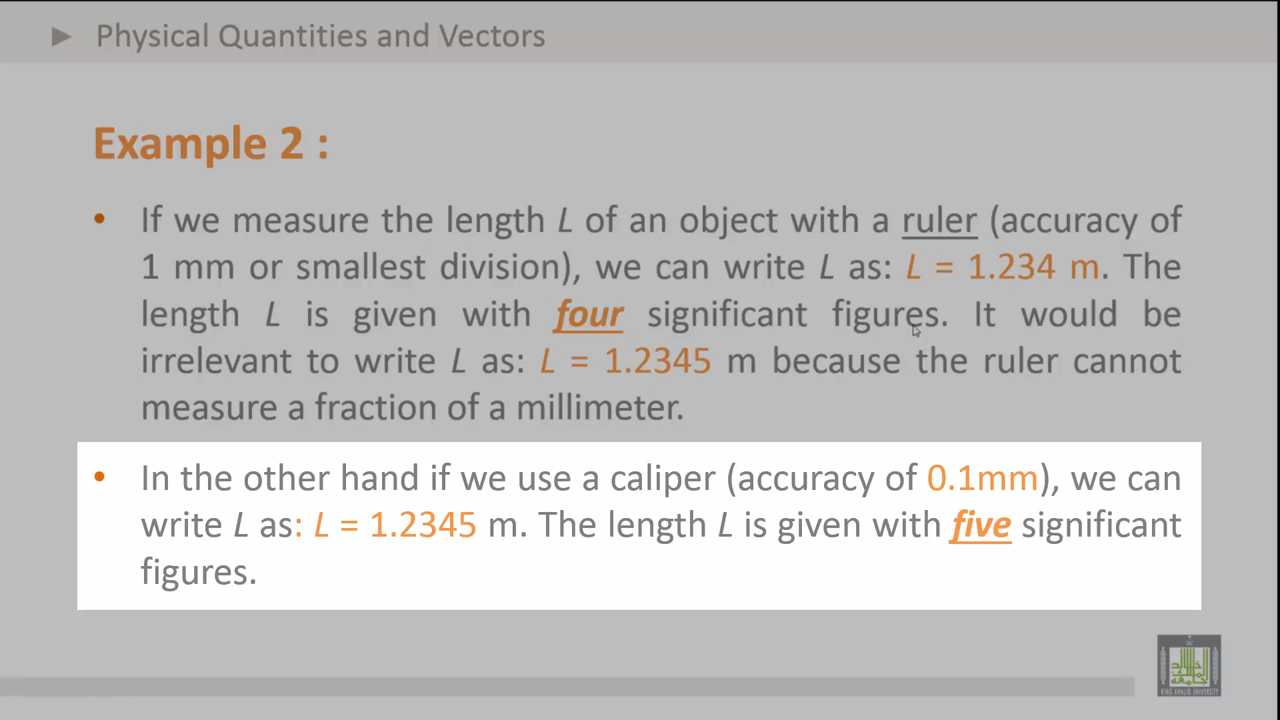 ► Physical Quantities and Vectors
Example 2 :
• If we measure the length L of an object with a ruler (accuracy of
1 mm or smallest division), we can write L as: L = 1.234 m. The
length L is given with four significant figures. It would be
irrelevant to write L as: L = 1.2345 m because the ruler cannot
measure a fraction of a millimeter.
• In the other hand if we use a caliper (accuracy of 0.1mm), we can
write L as: L = 1.2345 m. The length L is given with five significant
figures.
KING KHALID UNIVERSITY